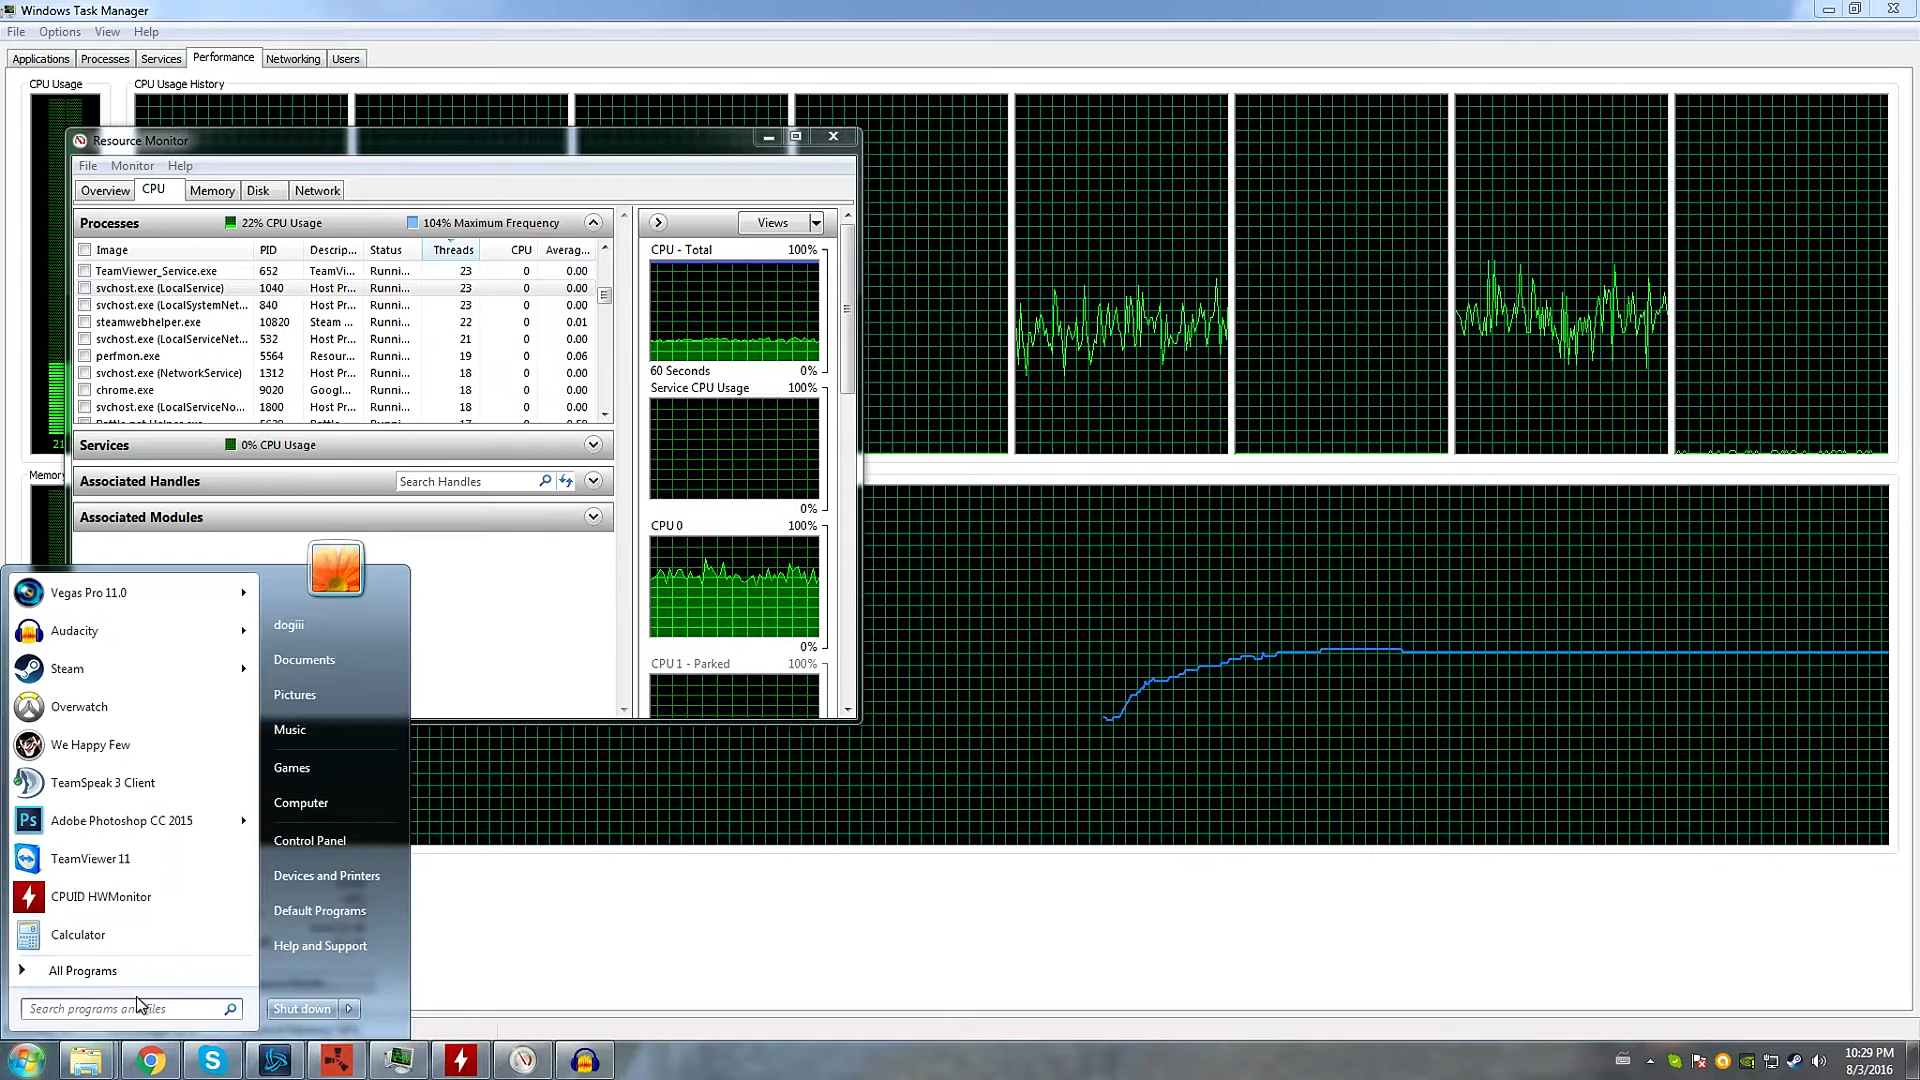 Windows Task Manager
File Options View Help
Applications Processes Services Performance Networking Users
CPU Usage CPU Usage History
21
Memory
Resource Monitor
File Monitor Help
Overview CPU Memory Disk Network
Processes 22% CPU Usage 104% Maximum Frequency
Image PID Descrip... Status Threads CPU Averag...
TeamViewer_Service.exe 652 TeamVi... Runni... 23 0 0.00
svchost.exe (LocalService) 1040 Host Pr... Runni... 23 0 0.00
svchost.exe (LocalSystemNet... 840 Host Pr... Runni... 23 0 0.00
steamwebhelper.exe 10820 Steam ... Runni... 22 0 0.01
svchost.exe (LocalServiceNet... 532 Host Pr... Runni... 21 0 0.00
perfmon.exe 5564 Resour... Runni... 19 0 0.06
svchost.exe (NetworkService) 1312 Host Pr... Runni... 18 0 0.00
chrome.exe 9020 Googl... Runni... 18 0 0.00
svchost.exe (LocalServiceNo... 1800 Host Pr... Runni... 18 0 0.00
Services 0% CPU Usage
Associated Handles Search Handles
Associated Modules
Views
CPU - Total 100%
60 Seconds 0%
Service CPU Usage 100%
0%
CPU 0 100%
0%
CPU 1 - Parked 100%
Vegas Pro 11.0
Audacity
Steam
Overwatch
We Happy Few
TeamSpeak 3 Client
Ps Adobe Photoshop CC 2015
TeamViewer 11
CPUID HWMonitor
Calculator
All Programs
Search programs and files
dogiii
Documents
Pictures
Music
Games
Computer
Control Panel
Devices and Printers
Default Programs
Help and Support
Shut down
10:29 PM
8/3/2016